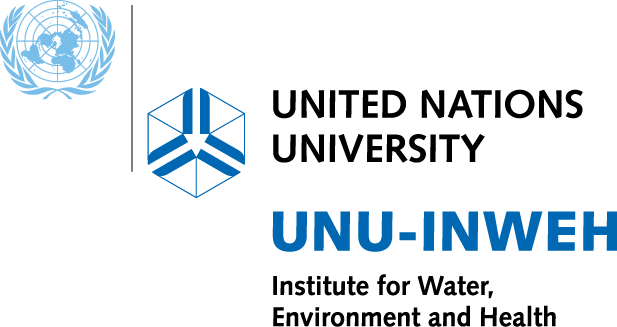 UNITED NATIONS
UNIVERSITY
UNU-INWEH
Institute for Water,
Environment and Health